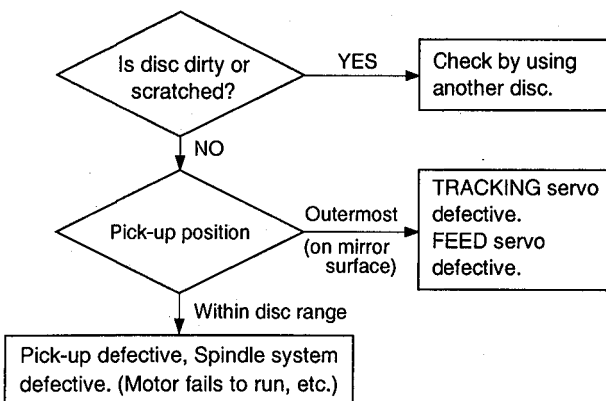 Is disc dirty or
scratched?
YES
Check by using
another disc.
NO
Pick-up position
Outermost
(on mirror
surface)
TRACKING servo
defective.
FEED servo
defective.
Within disc range
Pick-up defective, Spindle system
defective. (Motor fails to run, etc.)